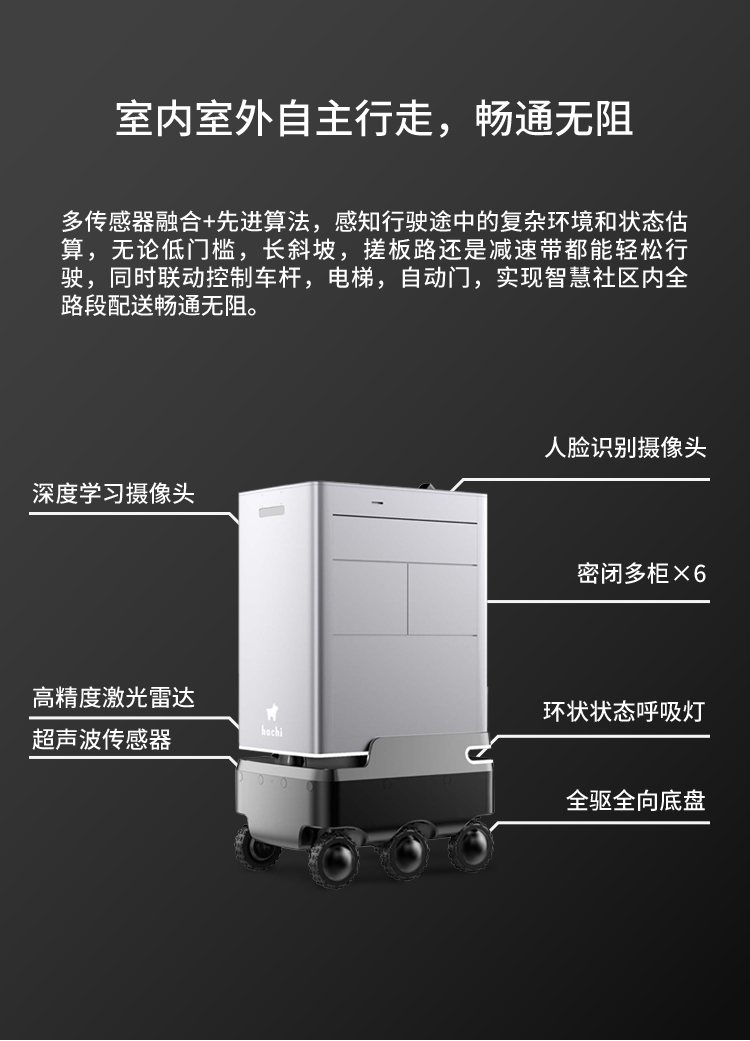 室内室外自主行走，畅通无阻
多传感器融合+先进算法，感知行驶途中的复杂环境和状态估
算，无论低门槛，长斜坡，搓板路还是减速带都能轻松行
驶，同时联动控制车杆，电梯，自动门，实现智慧社区内全
路段配送畅通无阻。
人脸识别摄像头
深度学习摄像头
密闭多柜×6
高精度激光雷达
环状状态呼吸灯
超声波传感器
全驱全向底盘
hachi